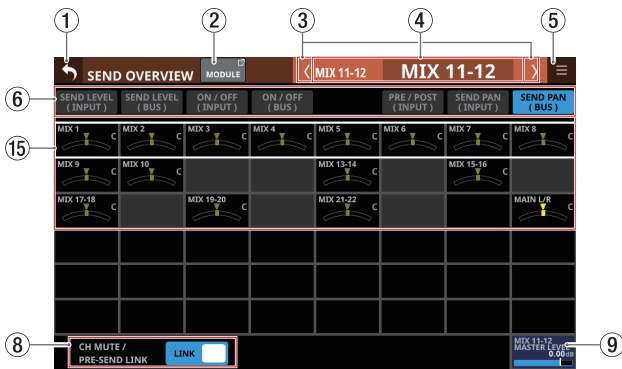 1 2 3 4 5
SEND OVERVIEW MODULE MIX 11-12 MIX 11-12
6
SEND LEVEL (INPUT) SEND LEVEL (BUS) ON / OFF (INPUT) ON / OFF (BUS) PRE / POST (INPUT) SEND PAN (INPUT) SEND PAN (BUS)
15
MIX 1 C MIX 2 C MIX 3 C MIX 4 C MIX 5 C MIX 6 C MIX 7 C MIX 8 C
MIX 9 C MIX 10 C MIX 13-14 C MIX 15-16 C
MIX 17-18 C MIX 19-20 C MIX 21-22 C MAIN L/R C
8
CH MUTE /
PRE-SEND LINK
LINK
MIX 11-12
MASTER LEVEL
0.00dB
9